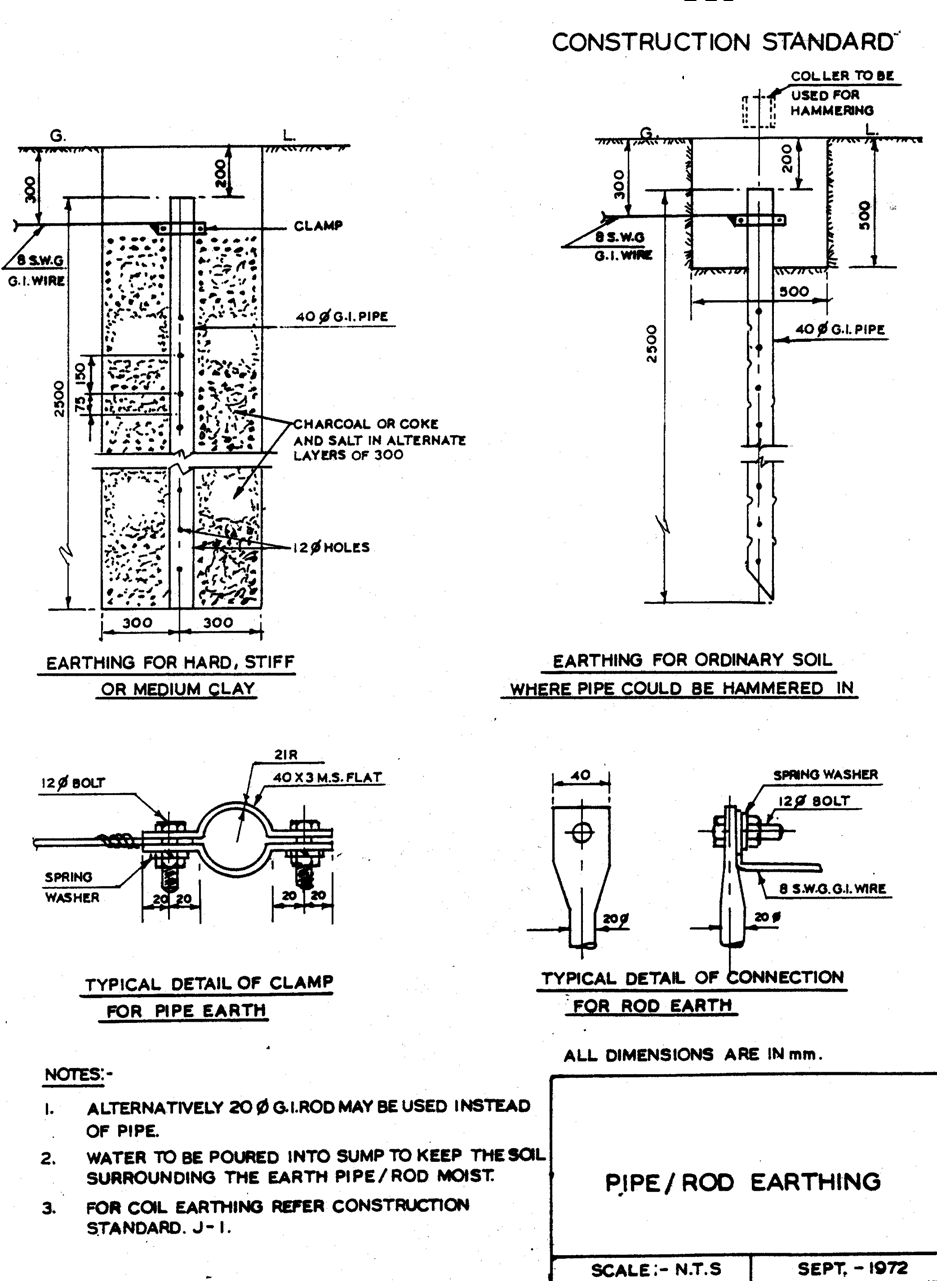 CONSTRUCTION STANDARD
COLLER TO BE
USED FOR
HAMMERING
G. L.
300
200
CLAMP
8 S.W.G
G.I. WIRE
40 Ø G.I. PIPE
150
75
2500
CHARCOAL OR COKE
AND SALT IN ALTERNATE
LAYERS OF 300
12 Ø HOLES
300 300
EARTHING FOR HARD, STIFF
OR MEDIUM CLAY
G. L.
300
200
500
8 S.W.G
G.I. WIRE
500
2500
40 Ø G.I. PIPE
EARTHING FOR ORDINARY SOIL
WHERE PIPE COULD BE HAMMERED IN
21R
12 Ø BOLT
40 X 3 M.S. FLAT
SPRING
WASHER
20 20
20 20
TYPICAL DETAIL OF CLAMP
FOR PIPE EARTH
40
SPRING WASHER
12 Ø BOLT
8 S.W.G. G.I. WIRE
20 Ø
20 Ø
TYPICAL DETAIL OF CONNECTION
FOR ROD EARTH
ALL DIMENSIONS ARE IN mm.
NOTES:-
1. ALTERNATIVELY 20 Ø G.I. ROD MAY BE USED INSTEAD
OF PIPE.
2. WATER TO BE POURED INTO SUMP TO KEEP THE SOIL
SURROUNDING THE EARTH PIPE / ROD MOIST.
3. FOR COIL EARTHING REFER CONSTRUCTION
STANDARD. J - 1.
PIPE / ROD EARTHING
SCALE :- N.T.S
SEPT. - 1972